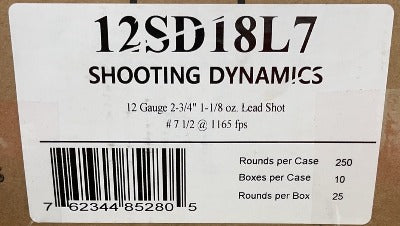 12SD18L7
SHOOTING DYNAMICS
12 Gauge 2-3/4" 1-1/8 oz. Lead Shot
# 7 1/2 @ 1165 fps
Rounds per Case 250
Boxes per Case 10
Rounds per Box 25
7 62344 85280 5